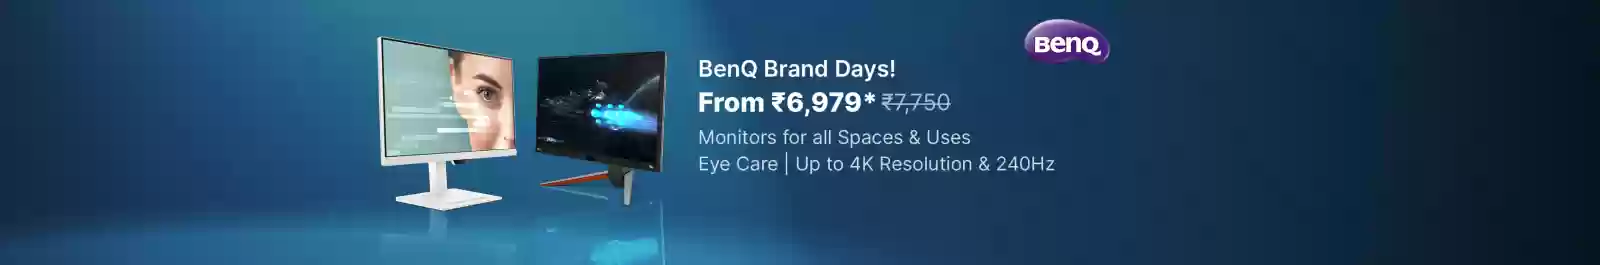 BenQ
BenQ Brand Days!
From ₹6,979* ₹7,750
Monitors for all Spaces & Uses
Eye Care | Up to 4K Resolution & 240Hz